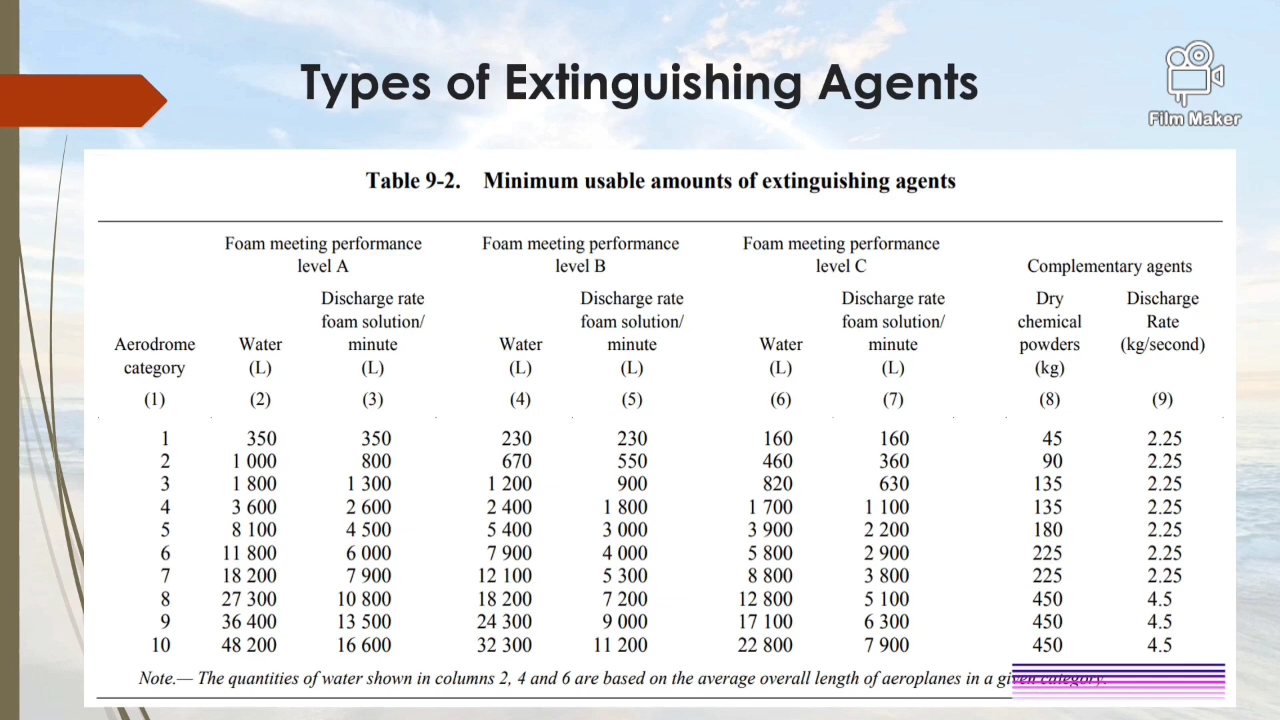 Types of Extinguishing Agents
Film Maker
Table 9-2. Minimum usable amounts of extinguishing agents
Foam meeting performance level A Foam meeting performance level B Foam meeting performance level C Complementary agents
Aerodrome category Water (L) Discharge rate foam solution/ minute (L) Water (L) Discharge rate foam solution/ minute (L) Water (L) Discharge rate foam solution/ minute (L) Dry chemical powders (kg) Discharge Rate (kg/second)
(1) (2) (3) (4) (5) (6) (7) (8) (9)
1 350 350 230 230 160 160 45 2.25
2 1 000 800 670 550 460 360 90 2.25
3 1 800 1 300 1 200 900 820 630 135 2.25
4 3 600 2 600 2 400 1 800 1 700 1 100 135 2.25
5 8 100 4 500 5 400 3 000 3 900 2 200 180 2.25
6 11 800 6 000 7 900 4 000 5 800 2 900 225 2.25
7 18 200 7 900 12 100 5 300 8 800 3 800 225 2.25
8 27 300 10 800 18 200 7 200 12 800 5 100 450 4.5
9 36 400 13 500 24 300 9 000 17 100 6 300 450 4.5
10 48 200 16 600 32 300 11 200 22 800 7 900 450 4.5
Note.— The quantities of water shown in columns 2, 4 and 6 are based on the average overall length of aeroplanes in a given category.